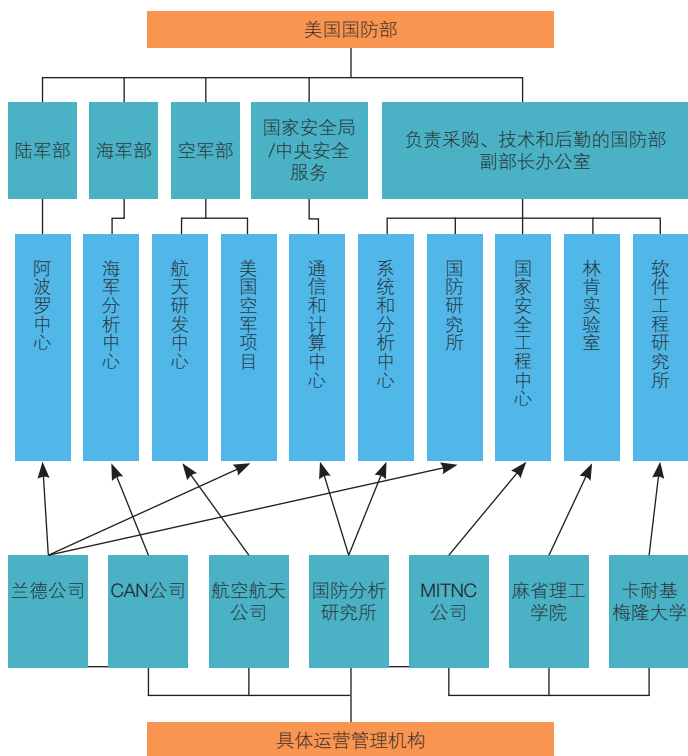 美国国防部
陆军部
海军部
空军部
国家安全局
/中央安全
服务
负责采购、技术和后勤的国防部
副部长办公室
阿波罗中心
海军分析中心
航天研发中心
美国空军项目
通信和计算中心
系统和分析中心
国防研究所
国家安全工程中心
林肯实验室
软件工程研究所
兰德公司
CAN公司
航空航天
公司
国防分析
研究所
MITNC
公司
麻省理工
学院
卡耐基
梅隆大学
具体运营管理机构